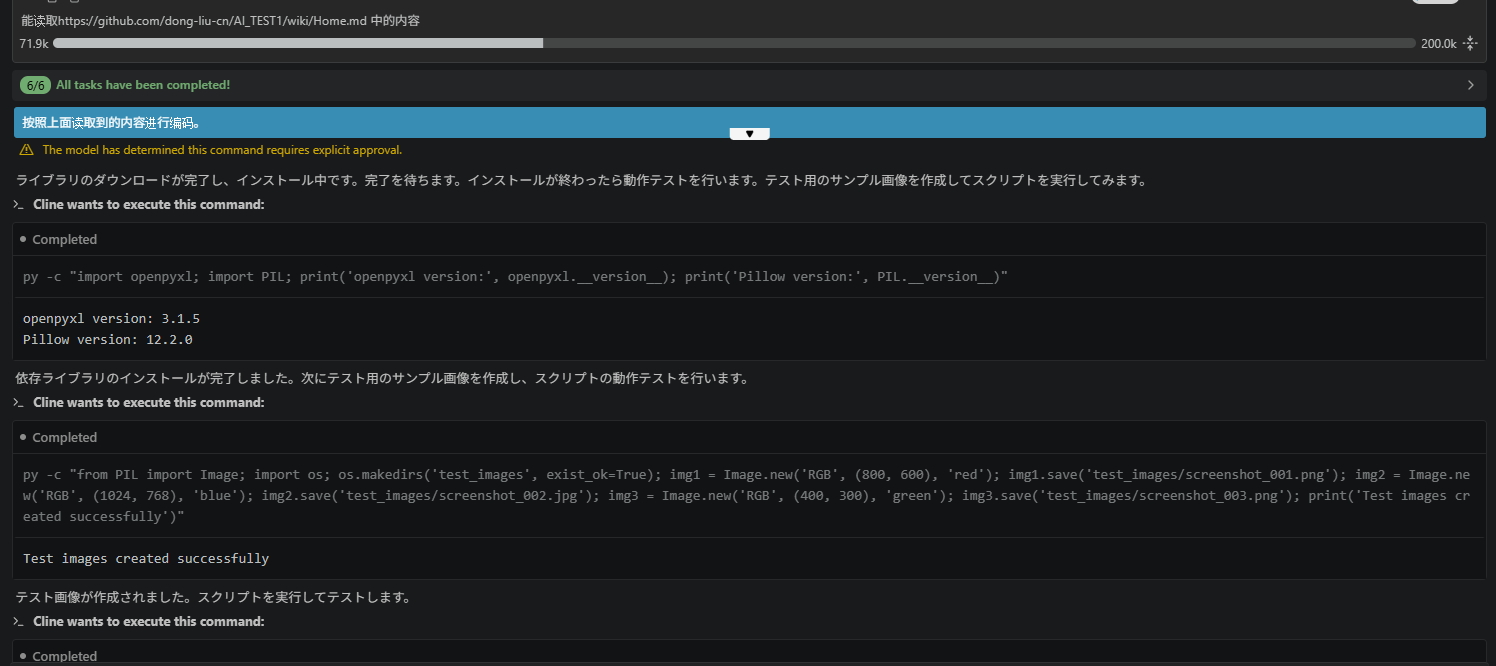 能读取https://github.com/dong-liu-cn/AI_TEST1/wiki/Home.md 中的内容
71.9k 200.0k
6/6 All tasks have been completed!
按照上面读取到的内容进行编码。
The model has determined this command requires explicit approval.
ライブラリのダウンロードが完了し、インストール中です。完了を待ちます。インストールが終わったら動作テストを行います。テスト用のサンプル画像を作成してスクリプトを実行してみます。
>_ Cline wants to execute this command:
Completed
py -c "import openpyxl; import PIL; print('openpyxl version:', openpyxl.__version__); print('Pillow version:', PIL.__version__)"
openpyxl version: 3.1.5
Pillow version: 12.2.0
依存ライブラリのインストールが完了しました。次にテスト用のサンプル画像を作成し、スクリプトの動作テストを行います。
>_ Cline wants to execute this command:
Completed
py -c "from PIL import Image; import os; os.makedirs('test_images', exist_ok=True); img1 = Image.new('RGB', (800, 600), 'red'); img1.save('test_images/screenshot_001.png'); img2 = Image.ne
w('RGB', (1024, 768), 'blue'); img2.save('test_images/screenshot_002.jpg'); img3 = Image.new('RGB', (400, 300), 'green'); img3.save('test_images/screenshot_003.png'); print('Test images cr
eated successfully')"
Test images created successfully
テスト画像が作成されました。スクリプトを実行してテストします。
>_ Cline wants to execute this command:
Completed